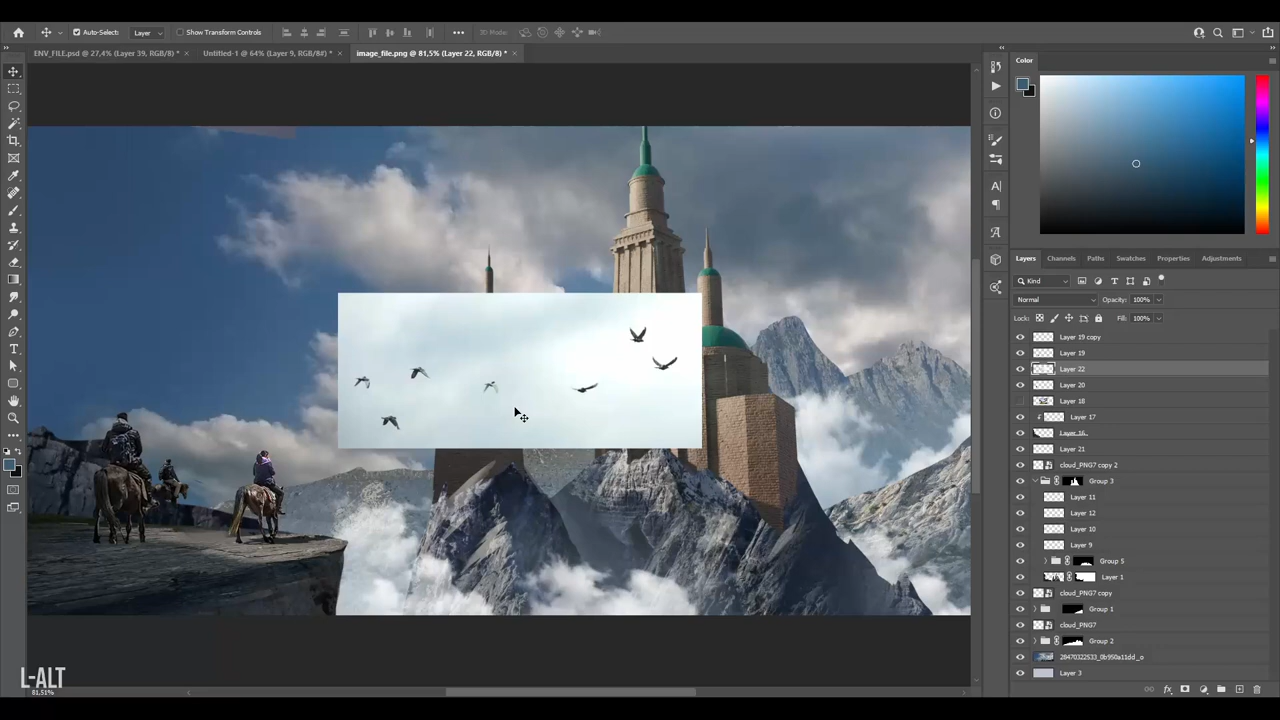 Auto-Select:
Layer
Show Transform Controls
3D Mode:
ENV_FILE.psd @ 27,4% (Layer 39, RGB/8) *
Untitled-1 @ 64% (Layer 9, RGB/8#) *
image_file.png @ 81,5% (Layer 22, RGB/8) *
Color
Layers
Channels
Paths
Swatches
Properties
Adjustments
Kind
Normal
Opacity: 100%
Lock:
Fill: 100%
Layer 19 copy
Layer 19
Layer 22
Layer 20
Layer 18
Layer 17
Layer 16
Layer 21
cloud_PNG7 copy 2
Group 3
Layer 11
Layer 12
Layer 10
Layer 9
Group 5
Layer 1
cloud_PNG7 copy
Group 1
cloud_PNG7
Group 2
28470322533_0b950a11dd_o
Layer 3
L-ALT
81,51%